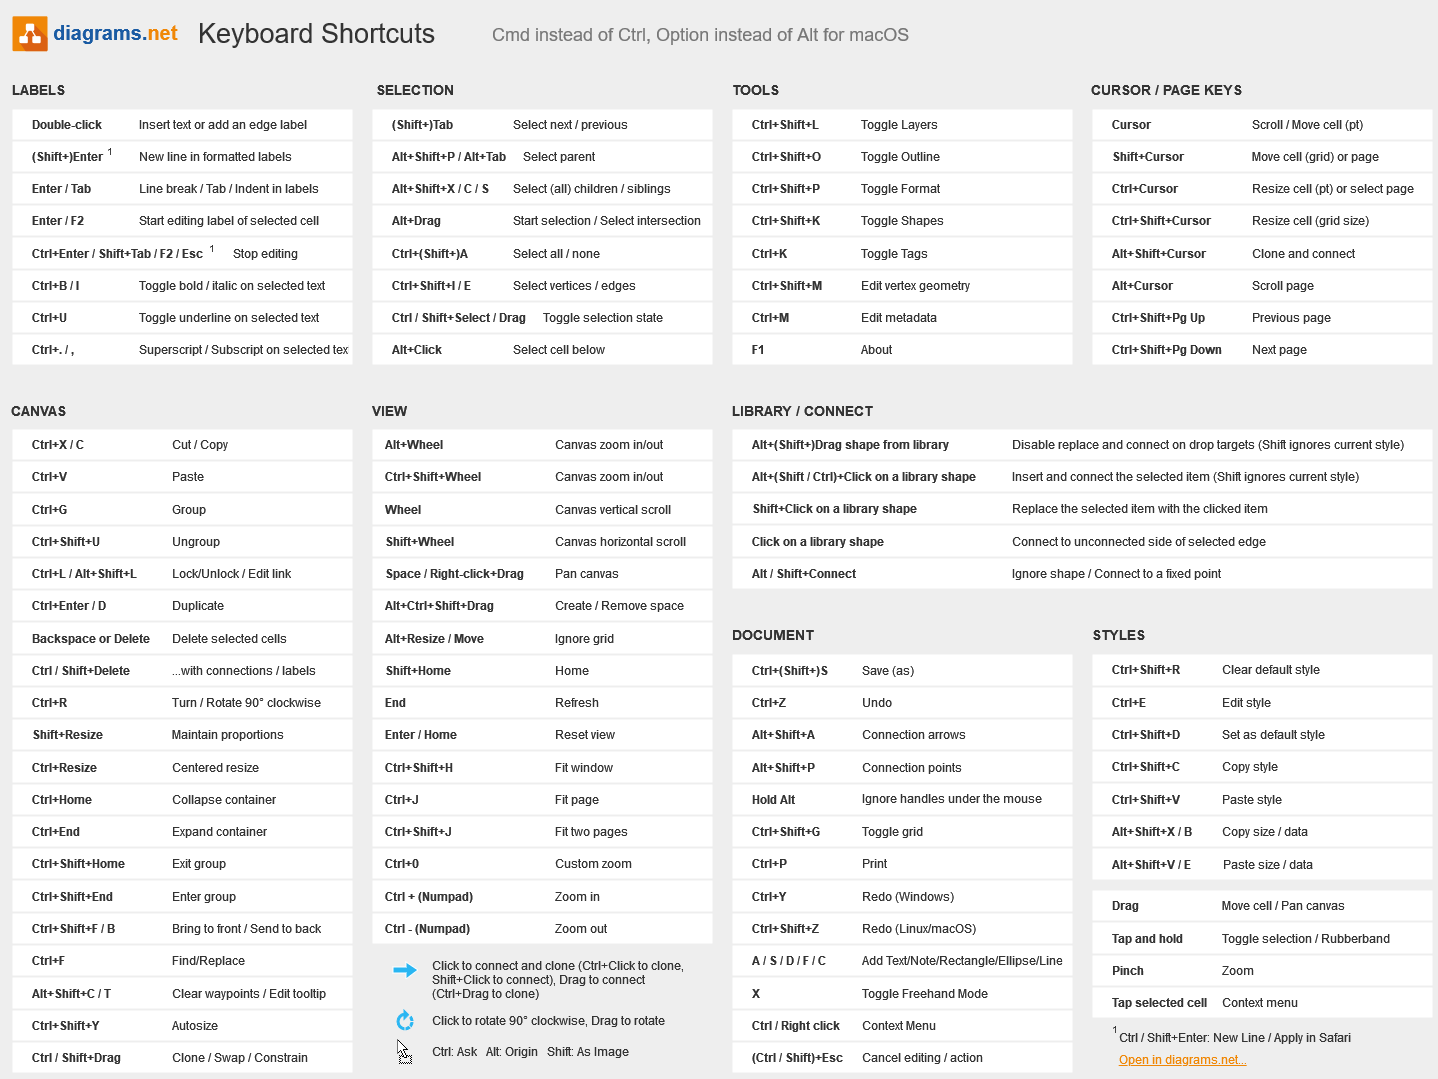 diagrams.net Keyboard Shortcuts Cmd instead of Ctrl, Option instead of Alt for macOS
LABELS
Double-click Insert text or add an edge label
(Shift+)Enter 1 New line in formatted labels
Enter / Tab Line break / Tab / Indent in labels
Enter / F2 Start editing label of selected cell
Ctrl+Enter / Shift+Tab / F2 / Esc 1 Stop editing
Ctrl+B / I Toggle bold / italic on selected text
Ctrl+U Toggle underline on selected text
Ctrl+. / , Superscript / Subscript on selected tex
SELECTION
(Shift+)Tab Select next / previous
Alt+Shift+P / Alt+Tab Select parent
Alt+Shift+X / C / S Select (all) children / siblings
Alt+Drag Start selection / Select intersection
Ctrl+(Shift+)A Select all / none
Ctrl+Shift+I / E Select vertices / edges
Ctrl / Shift+Select / Drag Toggle selection state
Alt+Click Select cell below
TOOLS
Ctrl+Shift+L Toggle Layers
Ctrl+Shift+O Toggle Outline
Ctrl+Shift+P Toggle Format
Ctrl+Shift+K Toggle Shapes
Ctrl+K Toggle Tags
Ctrl+Shift+M Edit vertex geometry
Ctrl+M Edit metadata
F1 About
CURSOR / PAGE KEYS
Cursor Scroll / Move cell (pt)
Shift+Cursor Move cell (grid) or page
Ctrl+Cursor Resize cell (pt) or select page
Ctrl+Shift+Cursor Resize cell (grid size)
Alt+Shift+Cursor Clone and connect
Alt+Cursor Scroll page
Ctrl+Shift+Pg Up Previous page
Ctrl+Shift+Pg Down Next page
CANVAS
Ctrl+X / C Cut / Copy
Ctrl+V Paste
Ctrl+G Group
Ctrl+Shift+U Ungroup
Ctrl+L / Alt+Shift+L Lock/Unlock / Edit link
Ctrl+Enter / D Duplicate
Backspace or Delete Delete selected cells
Ctrl / Shift+Delete ...with connections / labels
Ctrl+R Turn / Rotate 90° clockwise
Shift+Resize Maintain proportions
Ctrl+Resize Centered resize
Ctrl+Home Collapse container
Ctrl+End Expand container
Ctrl+Shift+Home Exit group
Ctrl+Shift+End Enter group
Ctrl+Shift+F / B Bring to front / Send to back
Ctrl+F Find/Replace
Alt+Shift+C / T Clear waypoints / Edit tooltip
Ctrl+Shift+Y Autosize
Ctrl / Shift+Drag Clone / Swap / Constrain
VIEW
Alt+Wheel Canvas zoom in/out
Ctrl+Shift+Wheel Canvas zoom in/out
Wheel Canvas vertical scroll
Shift+Wheel Canvas horizontal scroll
Space / Right-click+Drag Pan canvas
Alt+Ctrl+Shift+Drag Create / Remove space
Alt+Resize / Move Ignore grid
Shift+Home Home
End Refresh
Enter / Home Reset view
Ctrl+Shift+H Fit window
Ctrl+J Fit page
Ctrl+Shift+J Fit two pages
Ctrl+0 Custom zoom
Ctrl + (Numpad) Zoom in
Ctrl - (Numpad) Zoom out
Click to connect and clone (Ctrl+Click to clone,
Shift+Click to connect), Drag to connect
(Ctrl+Drag to clone)
Click to rotate 90° clockwise, Drag to rotate
Ctrl: Ask Alt: Origin Shift: As Image
LIBRARY / CONNECT
Alt+(Shift+)Drag shape from library Disable replace and connect on drop targets (Shift ignores current style)
Alt+(Shift / Ctrl)+Click on a library shape Insert and connect the selected item (Shift ignores current style)
Shift+Click on a library shape Replace the selected item with the clicked item
Click on a library shape Connect to unconnected side of selected edge
Alt / Shift+Connect Ignore shape / Connect to a fixed point
DOCUMENT
Ctrl+(Shift+)S Save (as)
Ctrl+Z Undo
Alt+Shift+A Connection arrows
Alt+Shift+P Connection points
Hold Alt Ignore handles under the mouse
Ctrl+Shift+G Toggle grid
Ctrl+P Print
Ctrl+Y Redo (Windows)
Ctrl+Shift+Z Redo (Linux/macOS)
A / S / D / F / C Add Text/Note/Rectangle/Ellipse/Line
X Toggle Freehand Mode
Ctrl / Right click Context Menu
(Ctrl / Shift)+Esc Cancel editing / action
STYLES
Ctrl+Shift+R Clear default style
Ctrl+E Edit style
Ctrl+Shift+D Set as default style
Ctrl+Shift+C Copy style
Ctrl+Shift+V Paste style
Alt+Shift+X / B Copy size / data
Alt+Shift+V / E Paste size / data
Drag Move cell / Pan canvas
Tap and hold Toggle selection / Rubberband
Pinch Zoom
Tap selected cell Context menu
1 Ctrl / Shift+Enter: New Line / Apply in Safari
Open in diagrams.net...